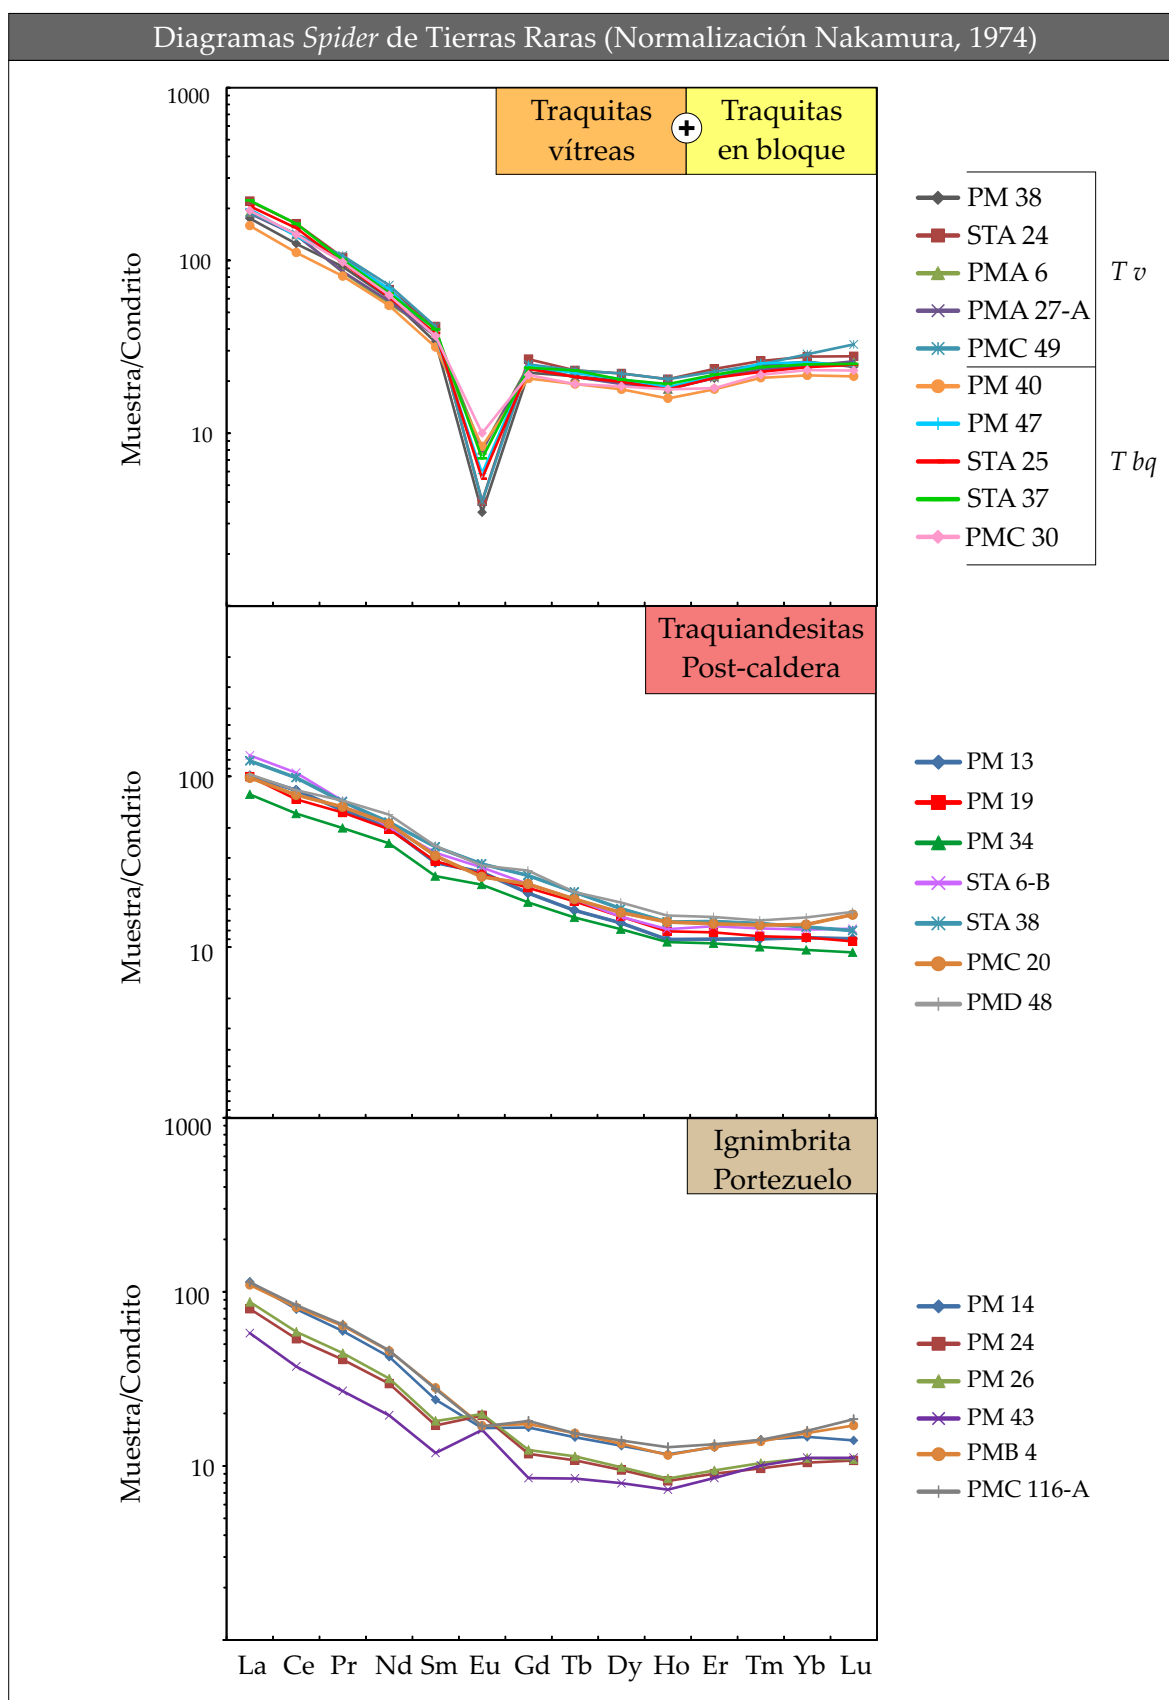 Diagramas Spider de Tierras Raras (Normalización Nakamura, 1974)
1000
100
10
Muestra/Condrito
Traquitas
vítreas
+
Traquitas
en bloque
PM 38
STA 24
PMA 6
PMA 27-A
PMC 49
T v
PM 40
PM 47
STA 25
STA 37
PMC 30
T bq
Traquiandesitas
Post-caldera
100
10
Muestra/Condrito
PM 13
PM 19
PM 34
STA 6-B
STA 38
PMC 20
PMD 48
1000
100
10
Muestra/Condrito
Ignimbrita
Portezuelo
PM 14
PM 24
PM 26
PM 43
PMB 4
PMC 116-A
La Ce Pr Nd Sm Eu Gd Tb Dy Ho Er Tm Yb Lu